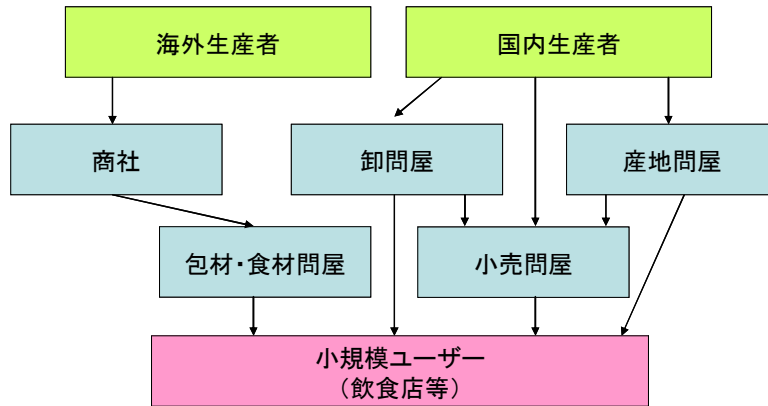 海外生産者
国内生産者
商社
卸問屋
産地問屋
包材・食材問屋
小売問屋
小規模ユーザー
（飲食店等）